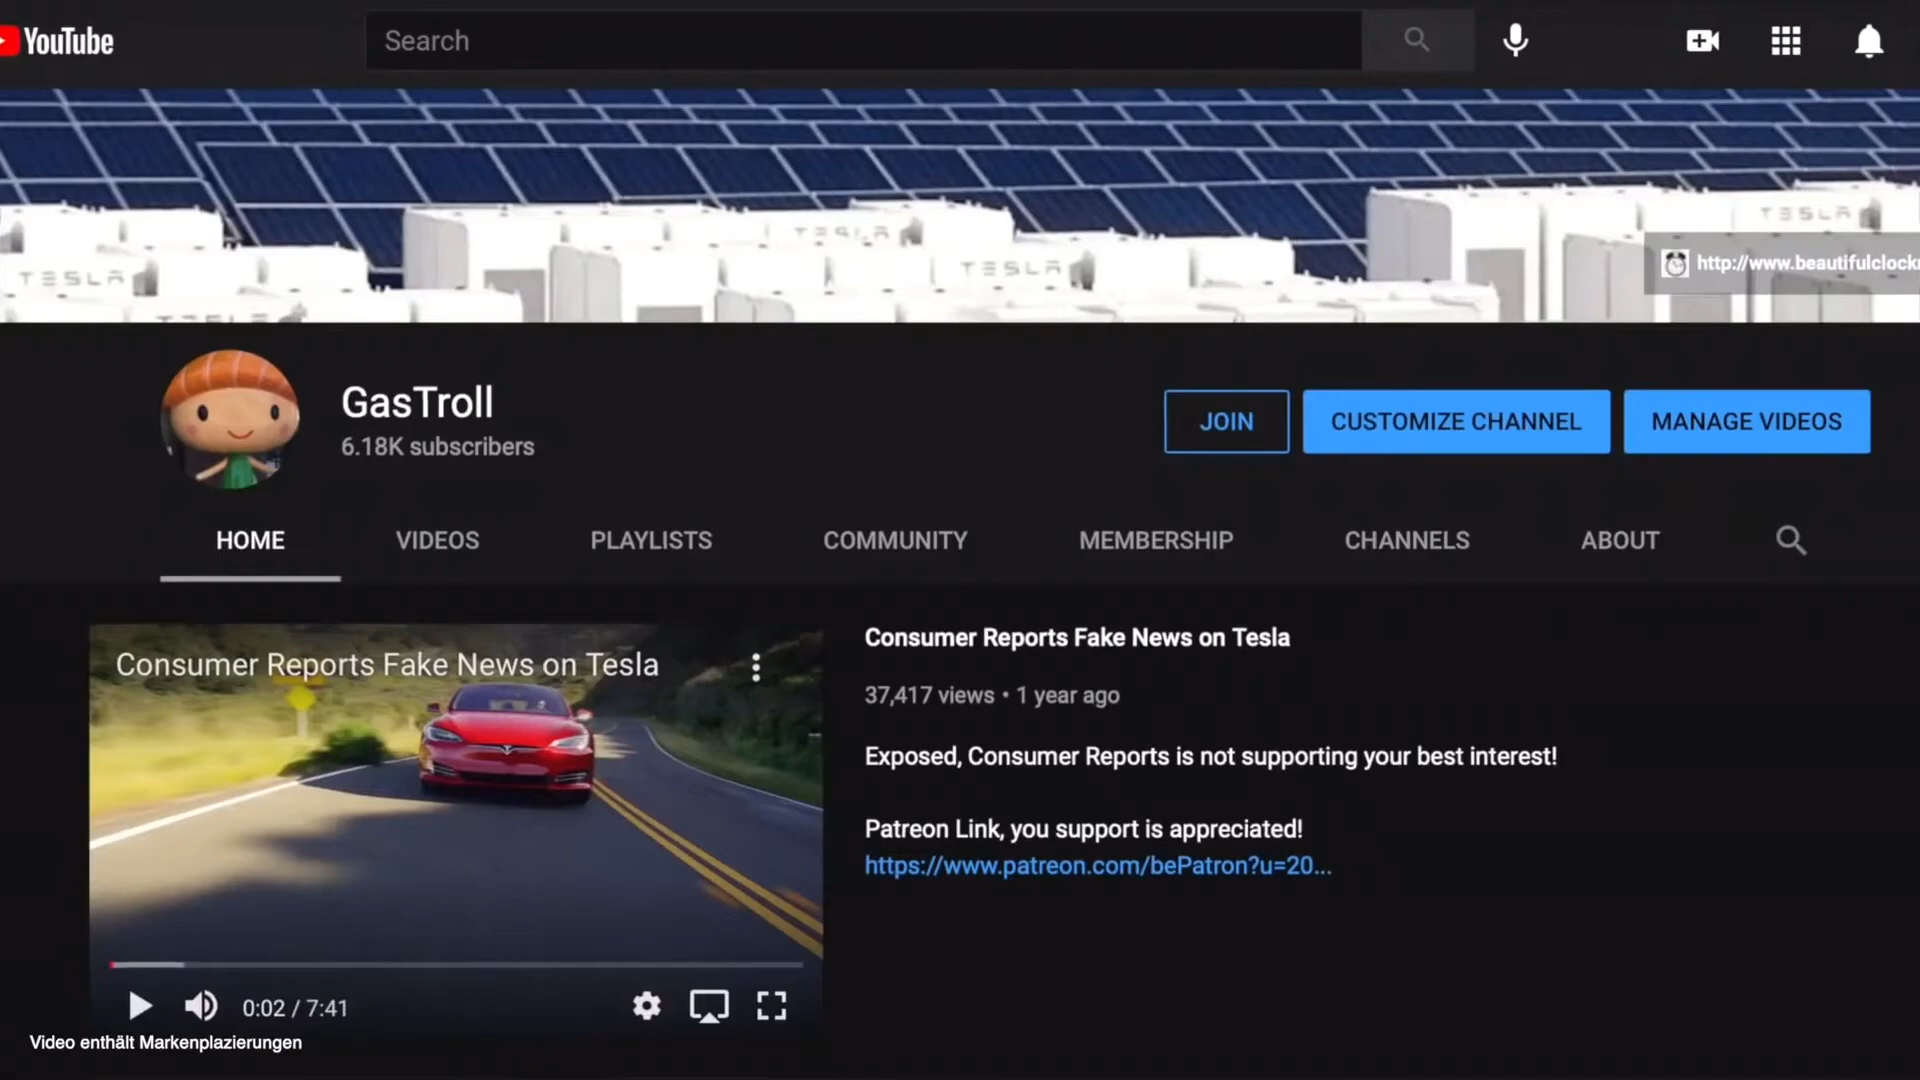 YouTube
Search
TESLA
TESLA
TESLA
TESLA
TESLA
http://www.beautifulclock
GasTroll
6.18K subscribers
JOIN
CUSTOMIZE CHANNEL
MANAGE VIDEOS
HOME
VIDEOS
PLAYLISTS
COMMUNITY
MEMBERSHIP
CHANNELS
ABOUT
Consumer Reports Fake News on Tesla
Consumer Reports Fake News on Tesla
37,417 views • 1 year ago
Exposed, Consumer Reports is not supporting your best interest!
Patreon Link, you support is appreciated!
https://www.patreon.com/bePatron?u=20...
0:02 / 7:41
Video enthält Markenplazierungen